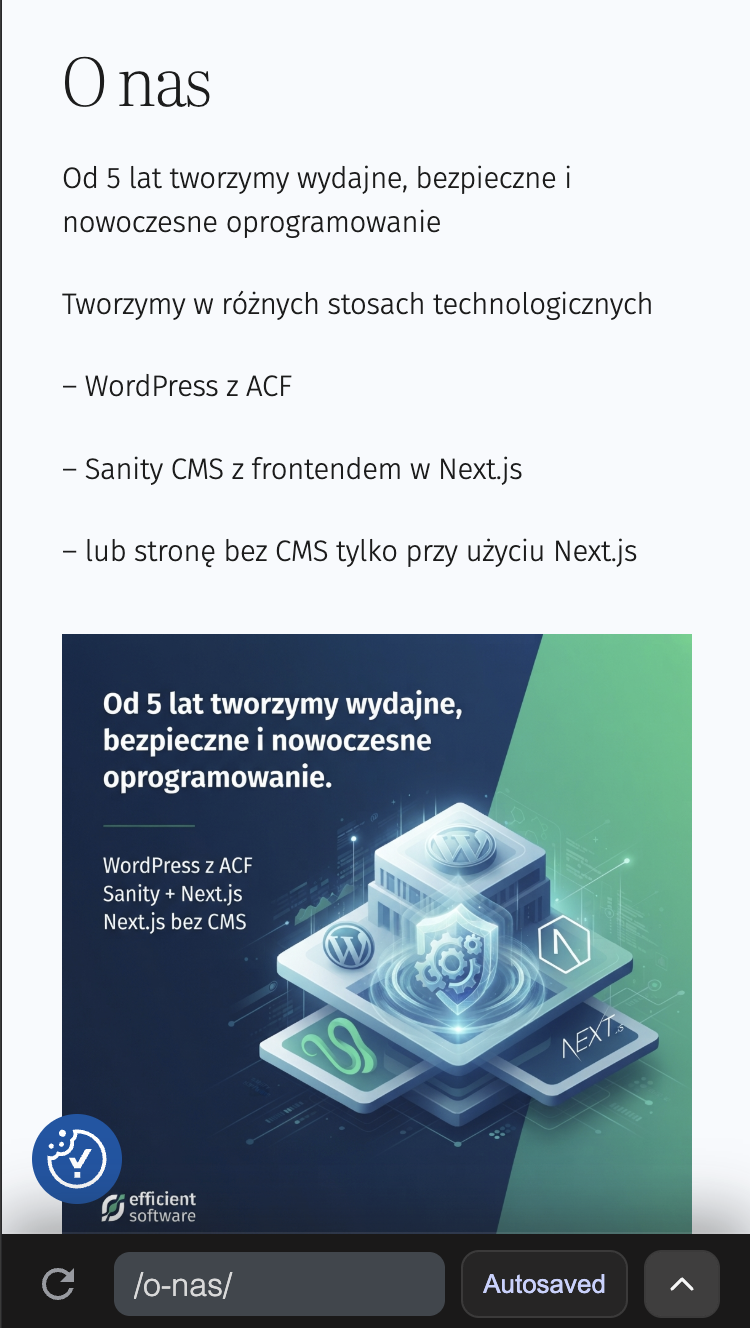 O nas
Od 5 lat tworzymy wydajne, bezpieczne i
nowoczesne oprogramowanie
Tworzymy w różnych stosach technologicznych
– WordPress z ACF
– Sanity CMS z frontendem w Next.js
– lub stronę bez CMS tylko przy użyciu Next.js
Od 5 lat tworzymy wydajne,
bezpieczne i nowoczesne
oprogramowanie.
WordPress z ACF
Sanity + Next.js
Next.js bez CMS
NEXT.js
efficient
software
/o-nas/
Autosaved